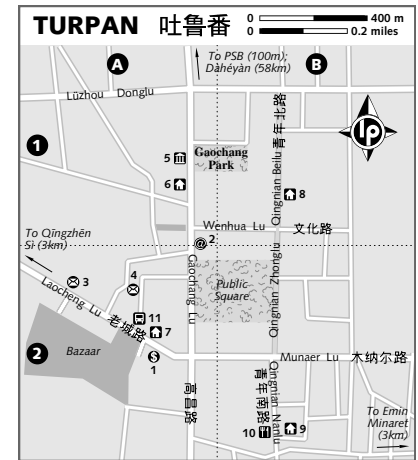 TURPAN 吐鲁番
0 400 m
0 0.2 miles
A
B
To PSB (100m);
Dàhéyàn (58km)
Lüzhou Donglu
1
5
Gaochang
Park
6
Qingnian Beilu 青年北路
lp
8
Wenhua Lu 文化路
To Qīngzhēn
Sì (3km)
@ 2
3
4
Laocheng Lu 老城路
Gaochang Lu 高昌路
Public
Square
Qingnian Zhonglu
11
7
2
Bazaar
$
1
Munaer Lu 木纳尔路
Qingnian Nanlu 青年南路
10
9
To Emin
Minaret
(3km)